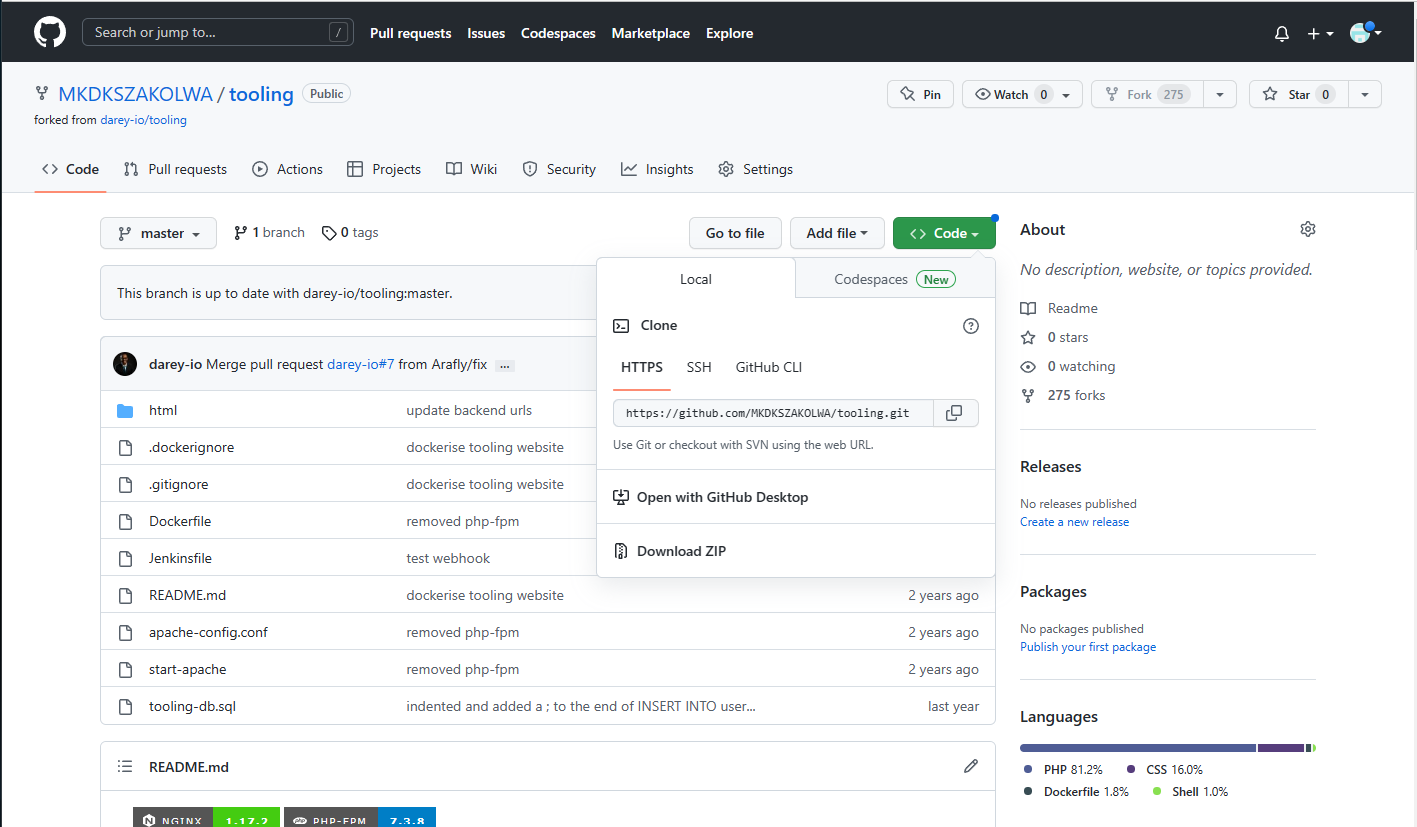 Search or jump to... /
Pull requests Issues Codespaces Marketplace Explore
MKDKSZAKOLWA / tooling Public
forked from darey-io/tooling
Pin Watch 0 Fork 275 Star 0
Code Pull requests Actions Projects Wiki Security Insights Settings
master 1 branch 0 tags
Go to file Add file Code
This branch is up to date with darey-io/tooling:master.
Local Codespaces New
Clone
HTTPS SSH GitHub CLI
https://github.com/MKDKSZAKOLWA/tooling.git
Use Git or checkout with SVN using the web URL.
Open with GitHub Desktop
Download ZIP
darey-io Merge pull request darey-io#7 from Arafly/fix ...
html update backend urls
.dockerignore dockerise tooling website
.gitignore dockerise tooling website
Dockerfile removed php-fpm
Jenkinsfile test webhook
README.md dockerise tooling website 2 years ago
apache-config.conf removed php-fpm 2 years ago
start-apache removed php-fpm 2 years ago
tooling-db.sql indented and added a ; to the end of INSERT INTO user... last year
README.md
NGINX 1.17.2 PHP-FPM 7.3.8
About
No description, website, or topics provided.
Readme
0 stars
0 watching
275 forks
Releases
No releases published
Create a new release
Packages
No packages published
Publish your first package
Languages
PHP 81.2% CSS 16.0%
Dockerfile 1.8% Shell 1.0%